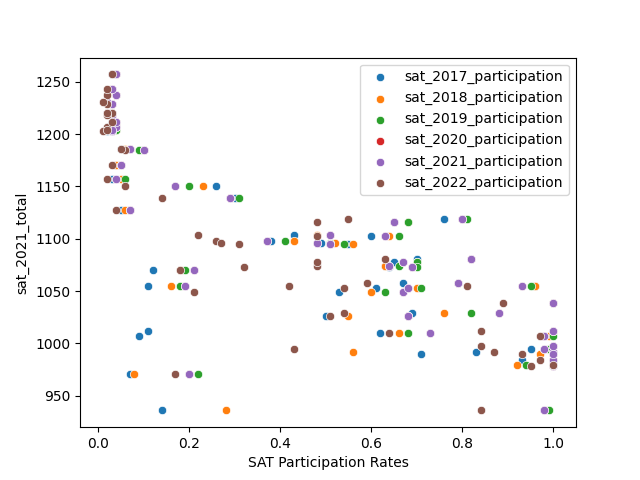 sat_2017_participation
sat_2018_participation
sat_2019_participation
sat_2020_participation
sat_2021_participation
sat_2022_participation
1250
1200
1150
1100
1050
1000
950
sat_2021_total
0.0 0.2 0.4 0.6 0.8 1.0
SAT Participation Rates